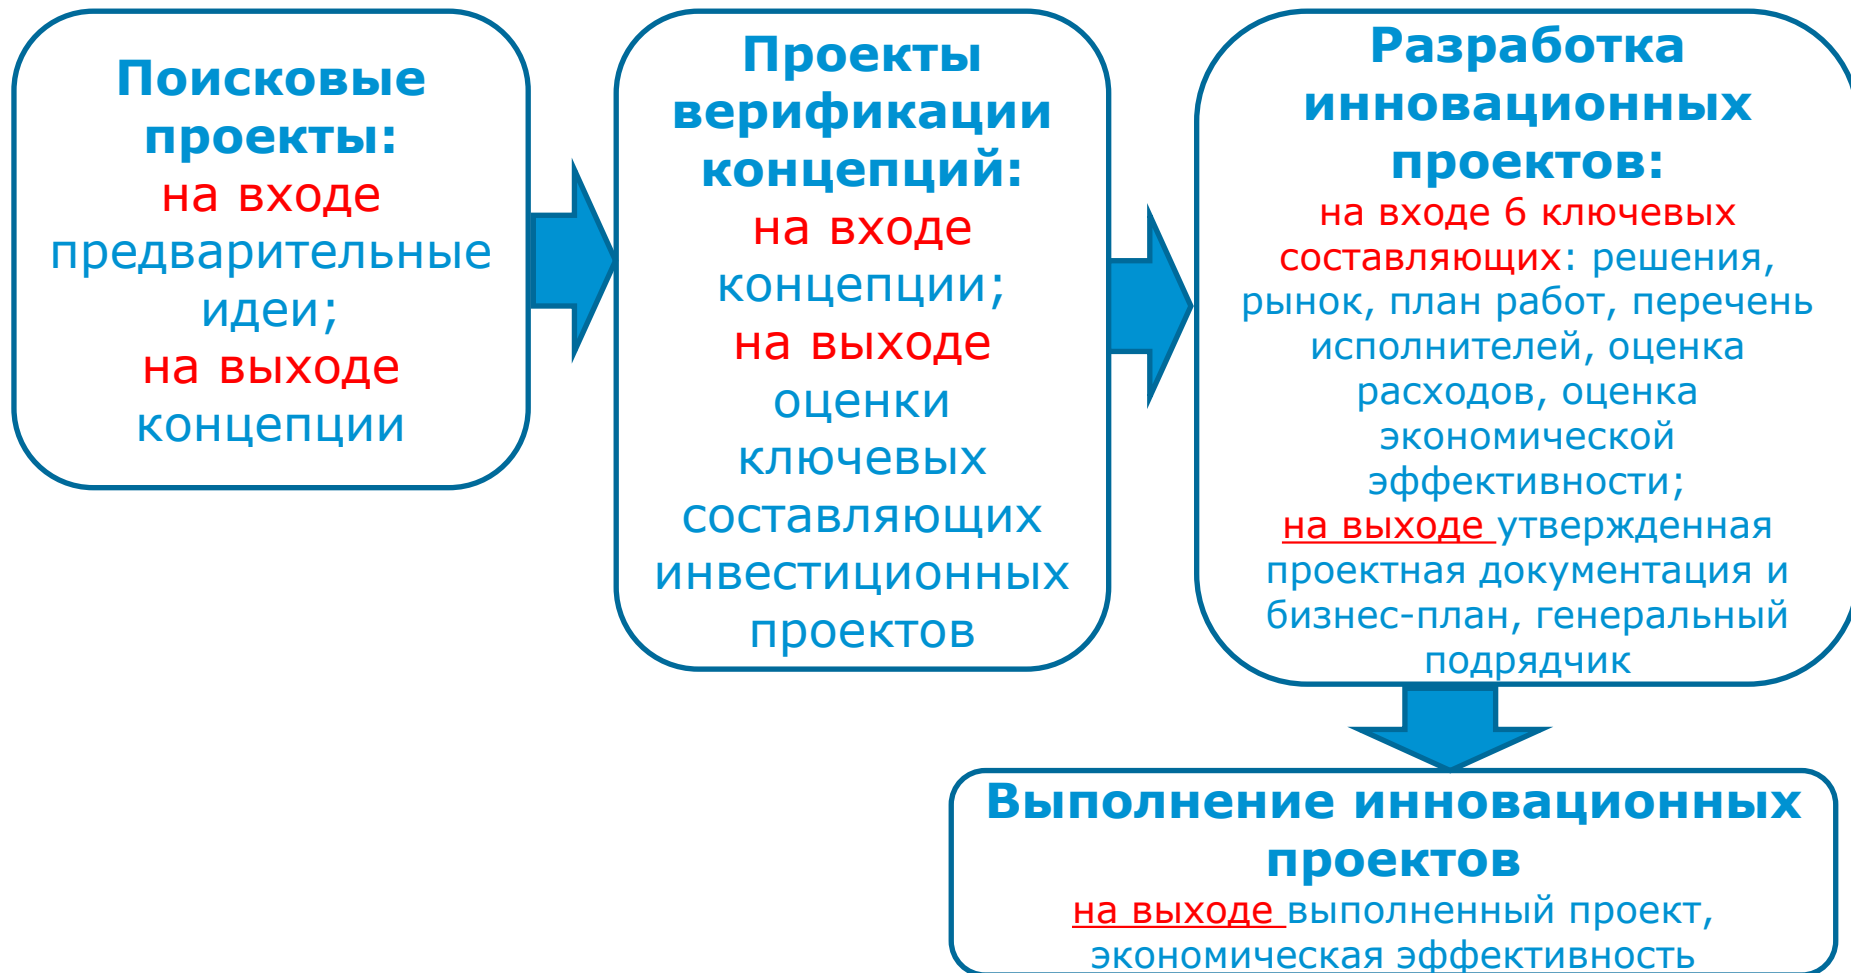 Поисковые
проекты:
на входе
предварительные
идеи;
на выходе
концепции
Проекты
верификации
концепций:
на входе
концепции;
на выходе
оценки
ключевых
составляющих
инвестиционных
проектов
Разработка
инновационных
проектов:
на входе 6 ключевых
составляющих: решения,
рынок, план работ, перечень
исполнителей, оценка
расходов, оценка
экономической
эффективности;
на выходе утвержденная
проектная документация и
бизнес-план, генеральный
подрядчик
Выполнение инновационных
проектов
на выходе выполненный проект,
экономическая эффективность